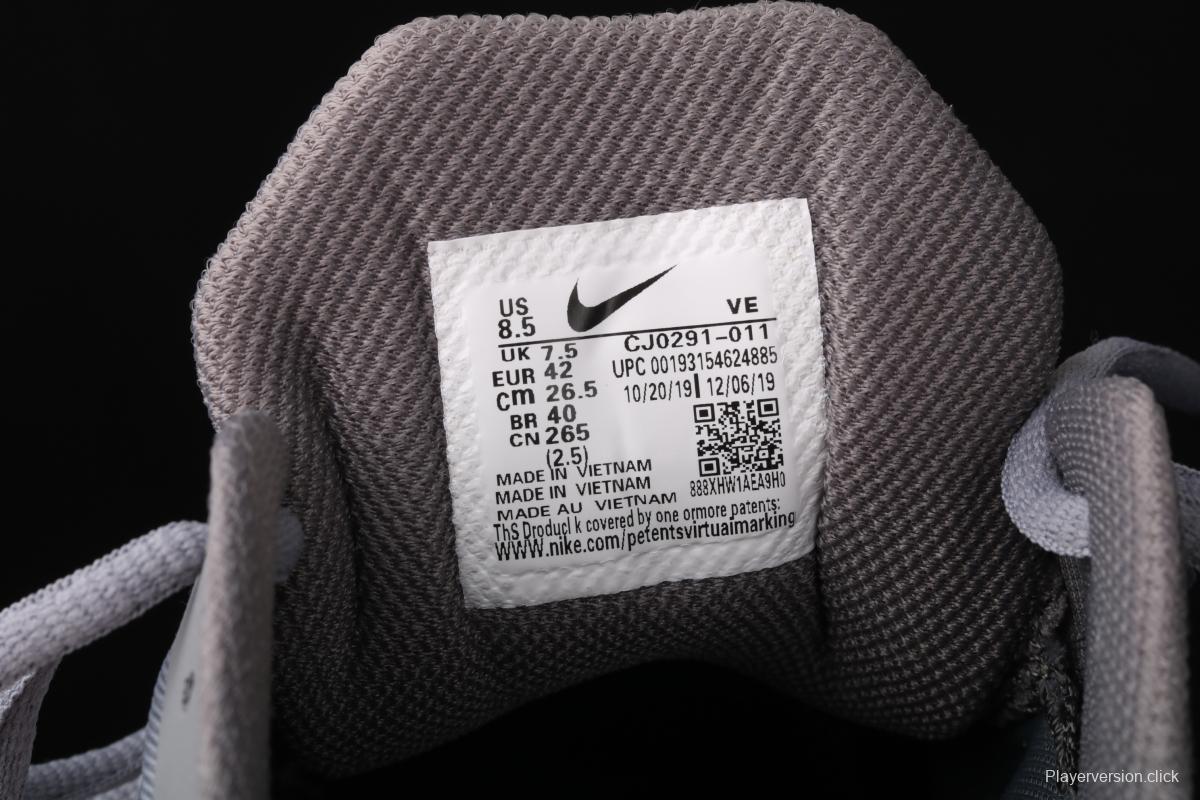 US
8.5
VE
UK 7.5
CJ0291-011
EUR 42
UPC 00193154624885
Cm 26.5
10/20/19 12/06/19
BR 40
CN 265
(2.5)
MADE IN VIETNAM
MADE IN VIETNAM
888XHW1AEA9H0
MADE AU VIETNAM
ThS Droducl k covered by one ormore patents:
WWW.nike.com/petentsvirtuaimarking
Playerversion.click